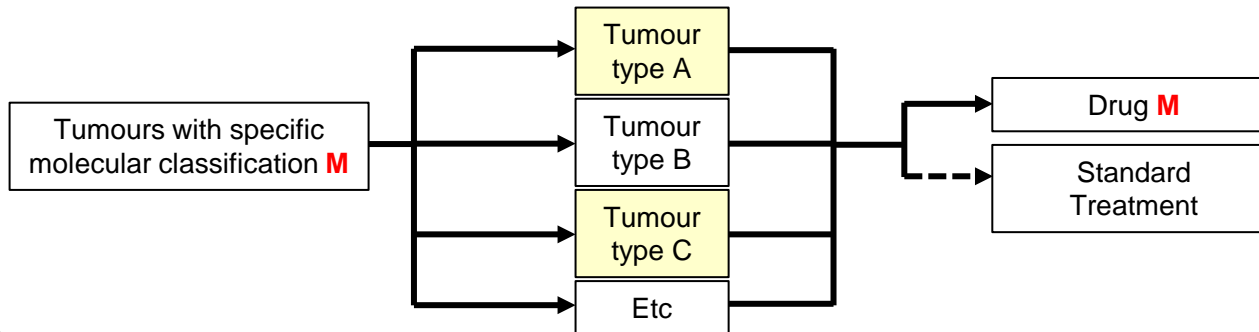 Tumours with specific
molecular classification M
Tumour
type A
Tumour
type B
Tumour
type C
Etc
Drug M
Standard
Treatment